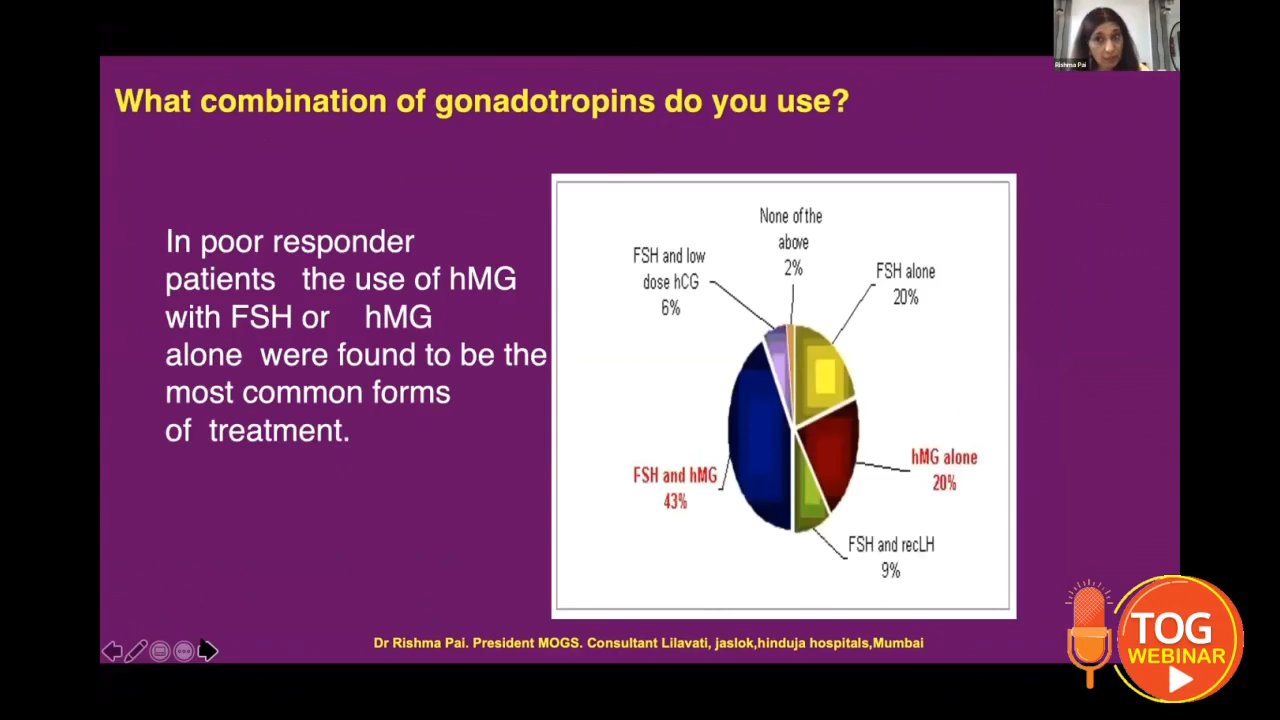 Rishma Pai
What combination of gonadotropins do you use?
In poor responder
patients the use of hMG
with FSH or hMG
alone were found to be the
most common forms
of treatment.
None of the
above
2%
FSH and low
dose hCG
6%
FSH alone
20%
FSH and hMG
43%
hMG alone
20%
FSH and recLH
9%
Dr Rishma Pai. President MOGS. Consultant Lilavati, jaslok,hinduja hospitals,Mumbai
TOG
WEBINAR